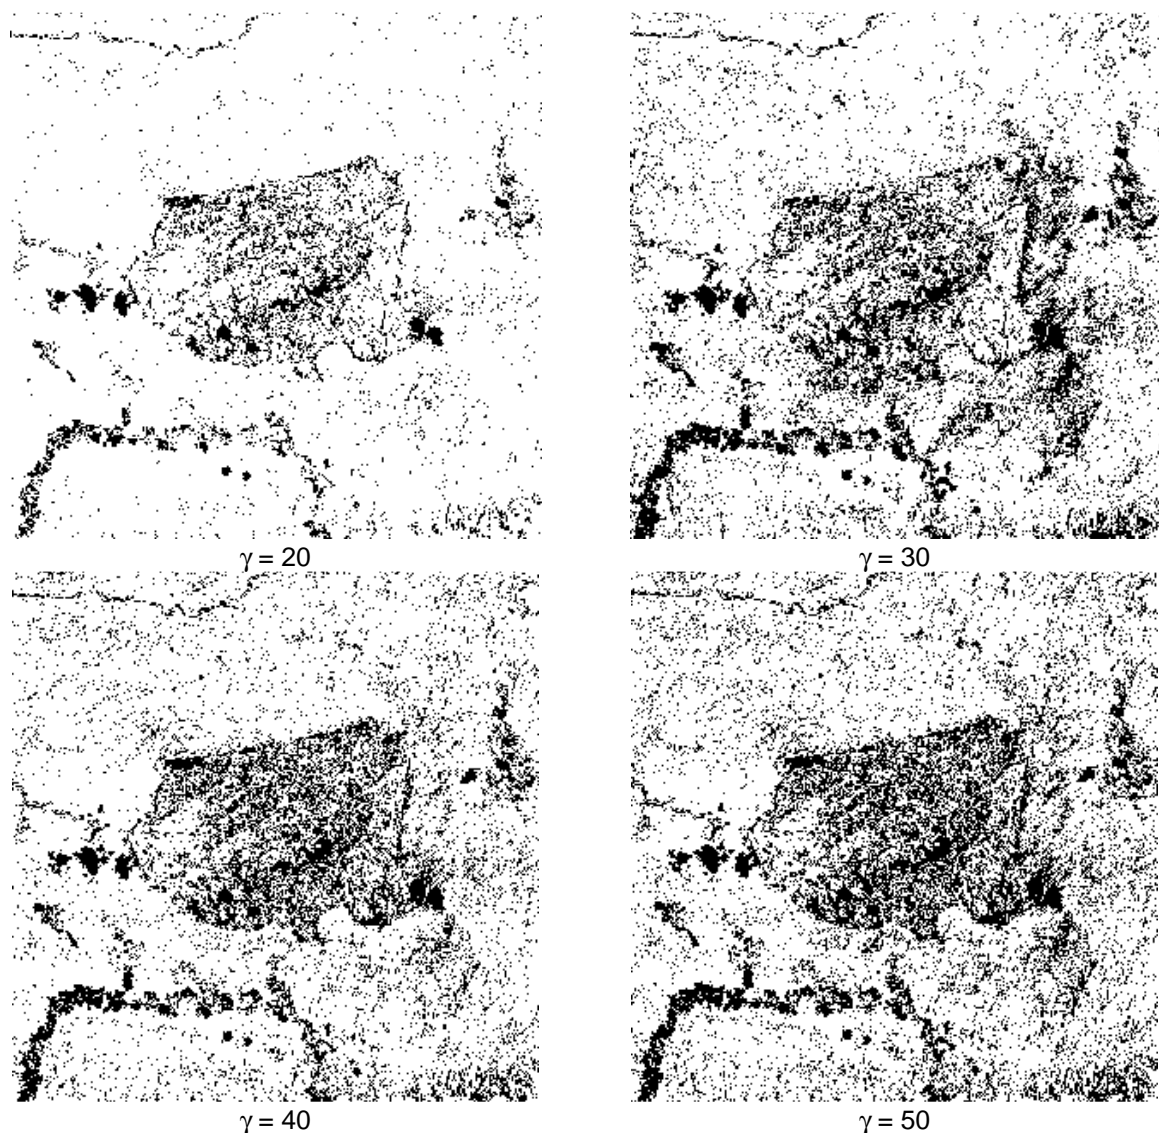 γ = 20
γ = 30
γ = 40
γ = 50